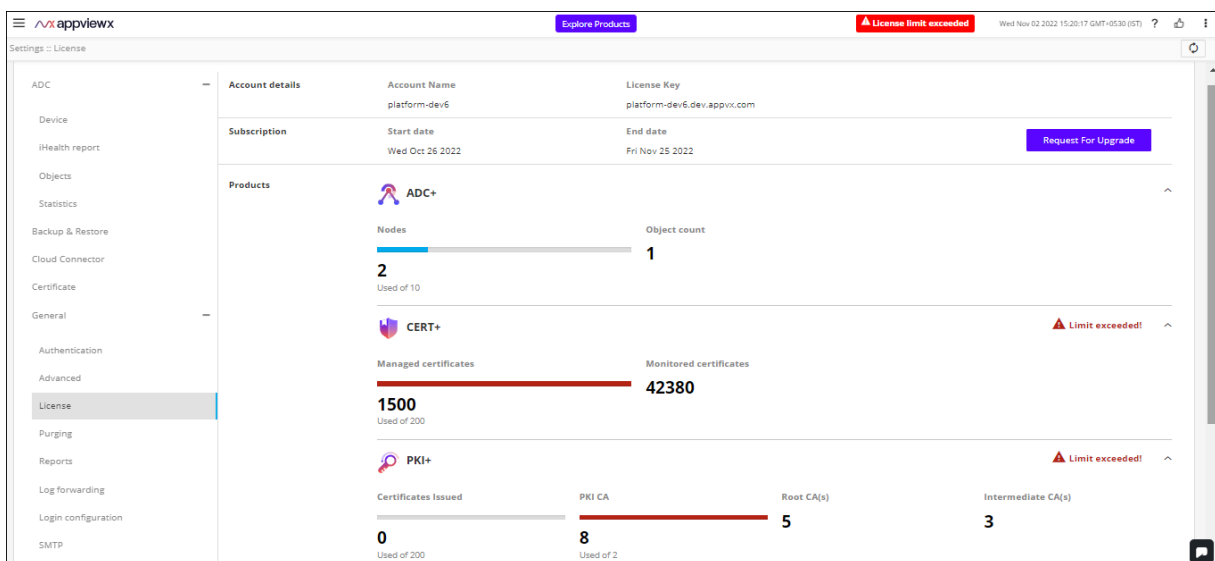 appviewx
Explore Products
License limit exceeded
Wed Nov 02 2022 15:20:17 GMT+0530 (IST) ?
Settings :: License
ADC
Device
iHealth report
Objects
Statistics
Backup & Restore
Cloud Connector
Certificate
General
Authentication
Advanced
License
Purging
Reports
Log forwarding
Login configuration
SMTP
Account details
Account Name
License Key
platform-dev6
platform-dev6.dev.appvx.com
Subscription
Start date
End date
Wed Oct 26 2022
Fri Nov 25 2022
Request For Upgrade
Products
ADC+
Nodes
Object count
2
1
Used of 10
CERT+
Limit exceeded!
Managed certificates
Monitored certificates
1500
42380
Used of 200
PKI+
Limit exceeded!
Certificates Issued
PKI CA
Root CA(s)
Intermediate CA(s)
0
8
5
3
Used of 200
Used of 2